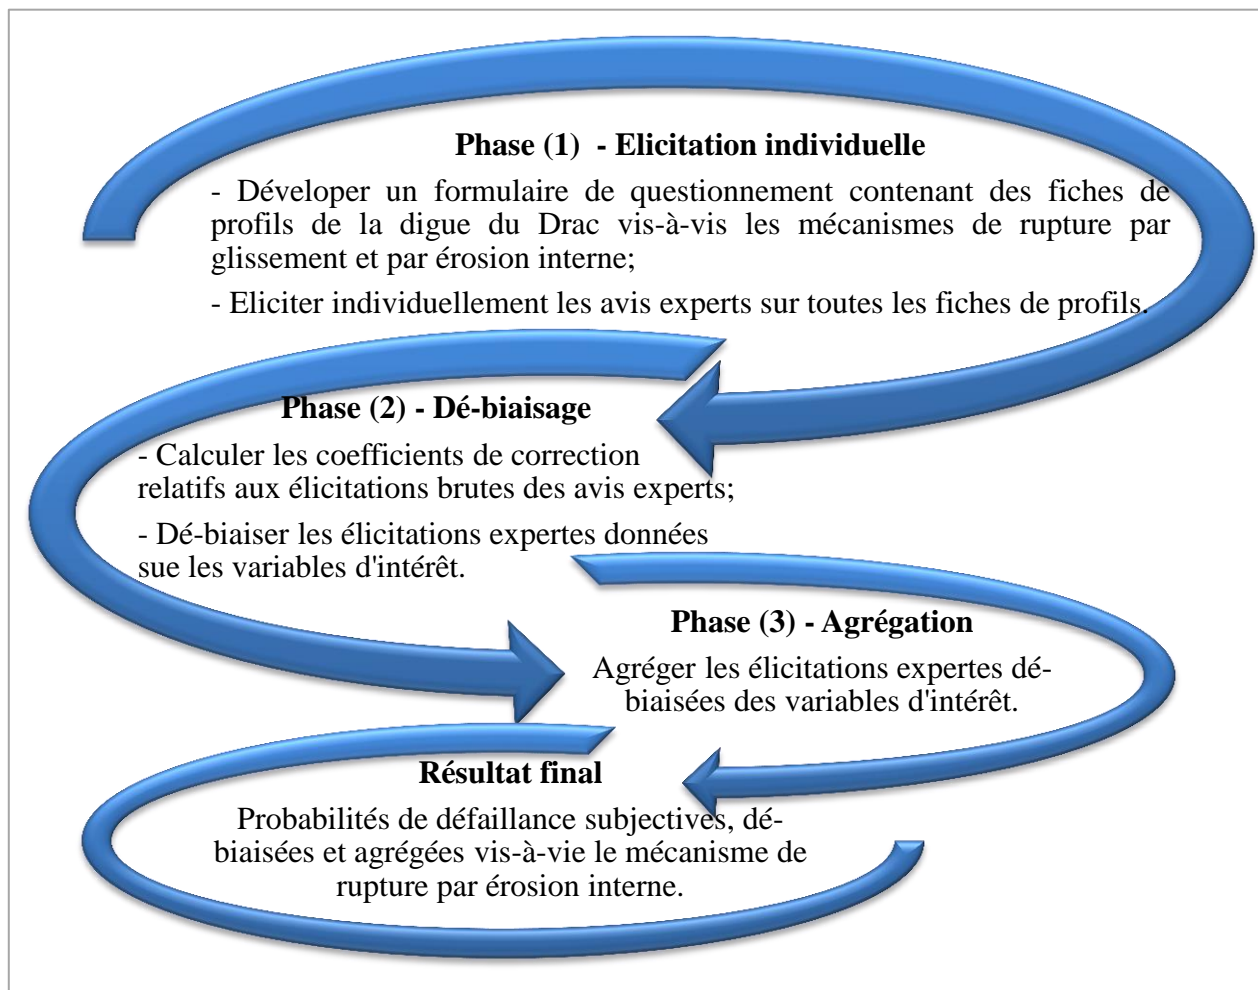 Phase (1)  - Elicitation individuelle
- Déveloper un formulaire de questionnement contenant des fiches de
profils de la digue du Drac vis-à-vis les mécanismes de rupture par
glissement et par érosion interne;
- Eliciter individuellement les avis experts sur toutes les fiches de profils.
Phase (2) - Dé-biaisage
- Calculer les coefficients de correction
relatifs aux élicitations brutes des avis experts;
- Dé-biaiser les élicitations expertes données
sue les variables d'intérêt.
Phase (3) - Agrégation
Agréger les élicitations expertes dé-
biaisées des variables d'intérêt.
Résultat final
Probabilités de défaillance subjectives, dé-
biaisées et agrégées vis-à-vie le mécanisme de
rupture par érosion interne.